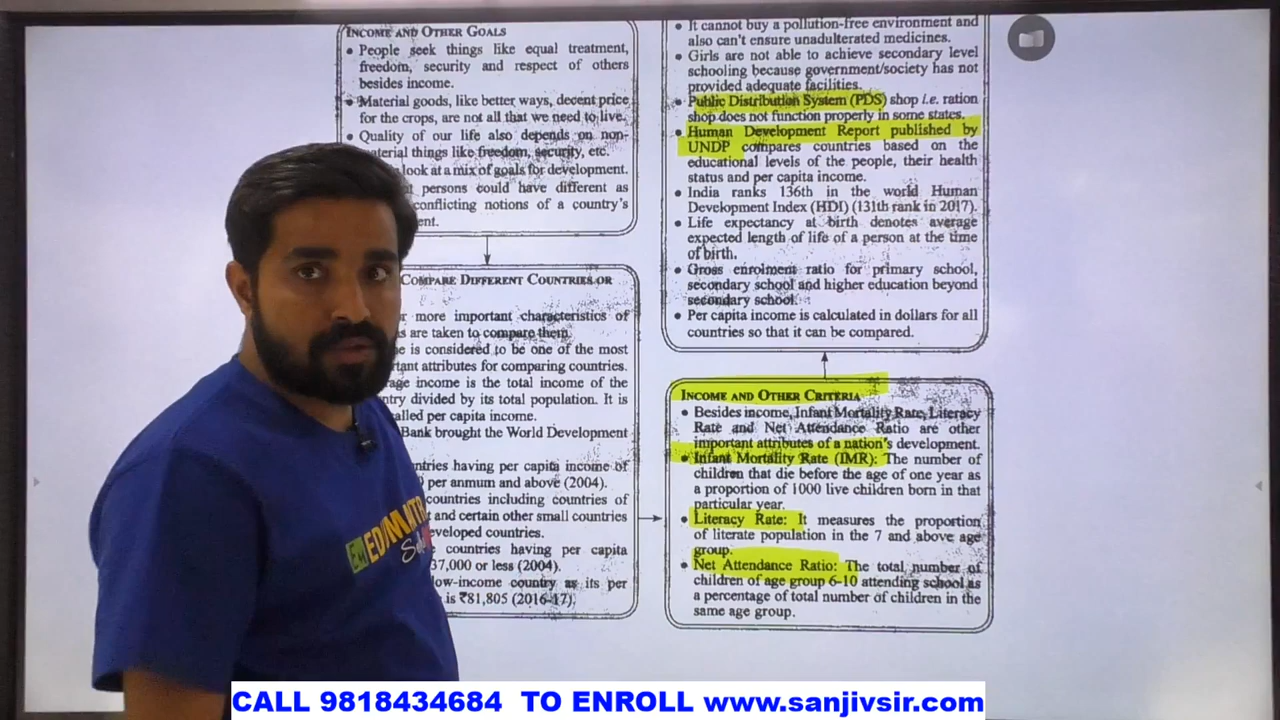 INCOME AND OTHER GOALS
• People seek things like equal treatment,
freedom, security and respect of others
besides income.
• Material goods, like better ways, decent price
for the crops, are not all that we need to live.
• Quality of our life also depends on non-
material things like freedom, security, etc.
look at a mix of goals for development.
persons could have different as
conflicting notions of a country's
COMPARE DIFFERENT COUNTRIES OR
more important characteristics of
are taken to compare them.
is considered to be one of the most
attributes for comparing countries.
income is the total income of the
divided by its total population. It is
called per capita income.
Bank brought the World Development
having per capita income of
per annum and above (2004).
countries including countries of
and certain other small countries
developed countries.
countries having per capita
37,000 or less (2004).
low-income country as its per
is ₹81,805 (2016-17).
• It cannot buy a pollution-free environment and
also can't ensure unadulterated medicines.
• Girls are not able to achieve secondary level
schooling because government/society has not
provided adequate facilities.
• Public Distribution System (PDS) shop i.e. ration
shop does not function properly in some states.
• Human Development Report published by
UNDP compares countries based on the
educational levels of the people, their health
status and per capita income.
• India ranks 136th in the world Human
Development Index (HDI) (131th rank in 2017).
• Life expectancy at birth denotes average
expected length of life of a person at the time
of birth.
• Gross enrolment ratio for primary school,
secondary school and higher education beyond
secondary school.
• Per capita income is calculated in dollars for all
countries so that it can be compared.
INCOME AND OTHER CRITERIA
• Besides income, Infant Mortality Rate, Literacy
Rate and Net Attendance Ratio are other
important attributes of a nation's development.
• Infant Mortality Rate (IMR): The number of
children that die before the age of one year as
a proportion of 1000 live children born in that
particular year.
• Literacy Rate: It measures the proportion
of literate population in the 7 and above age
group.
• Net Attendance Ratio: The total number of
children of age group 6-10 attending school as
a percentage of total number of children in the
same age group.
CALL 9818434684 TO ENROLL www.sanjivsir.com